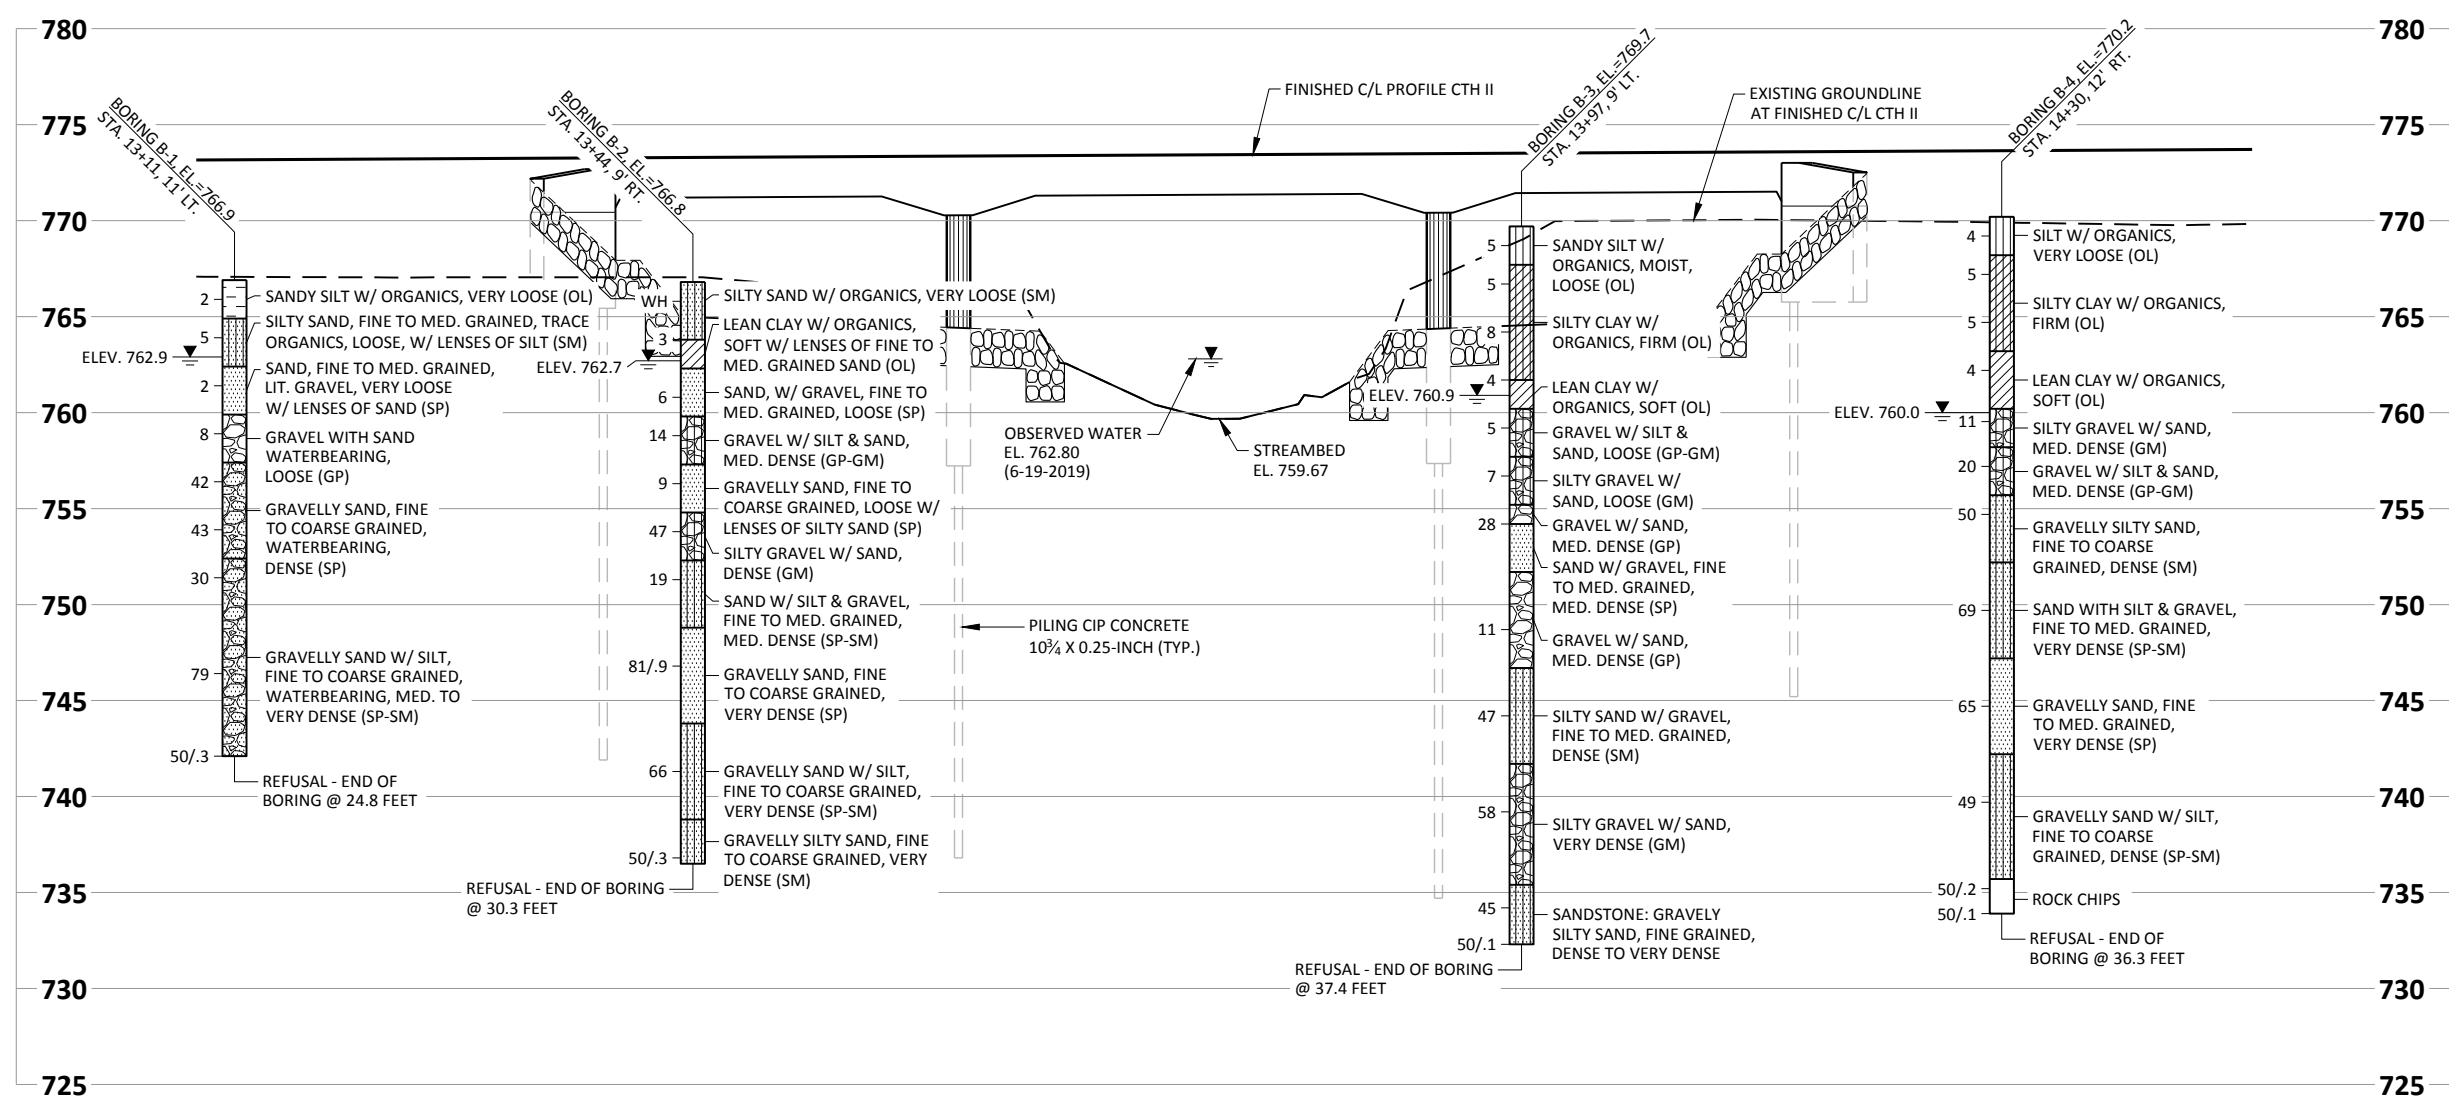 780
775
770
765
760
755
750
745
740
735
730
725
BORING B-1, EL.=766.9
STA. 13+11, 11' LT.
2
5
ELEV. 762.9
2
8
42
43
30
79
50/.3
SANDY SILT W/ ORGANICS, VERY LOOSE (OL)
SILTY SAND, FINE TO MED. GRAINED, TRACE
ORGANICS, LOOSE, W/ LENSES OF SILT (SM)
SAND, FINE TO MED. GRAINED,
LIT. GRAVEL, VERY LOOSE
W/ LENSES OF SAND (SP)
GRAVEL WITH SAND
WATERBEARING,
LOOSE (GP)
GRAVELLY SAND, FINE
TO COARSE GRAINED,
WATERBEARING,
DENSE (SP)
GRAVELLY SAND W/ SILT,
FINE TO COARSE GRAINED,
WATERBEARING, MED. TO
VERY DENSE (SP-SM)
REFUSAL - END OF
BORING @ 24.8 FEET
BORING B-2, EL.=766.8
STA. 13+44, 9' RT.
WH
3
ELEV. 762.7
6
14
9
47
19
81/.9
66
50/.3
SILTY SAND W/ ORGANICS, VERY LOOSE (SM)
LEAN CLAY W/ ORGANICS,
SOFT W/ LENSES OF FINE TO
MED. GRAINED SAND (OL)
SAND, W/ GRAVEL, FINE TO
MED. GRAINED, LOOSE (SP)
GRAVEL W/ SILT & SAND,
MED. DENSE (GP-GM)
GRAVELLY SAND, FINE TO
COARSE GRAINED, LOOSE W/
LENSES OF SILTY SAND (SP)
SILTY GRAVEL W/ SAND,
DENSE (GM)
SAND W/ SILT & GRAVEL,
FINE TO MED. GRAINED,
MED. DENSE (SP-SM)
GRAVELLY SAND, FINE
TO COARSE GRAINED,
VERY DENSE (SP)
GRAVELLY SAND W/ SILT,
FINE TO COARSE GRAINED,
VERY DENSE (SP-SM)
GRAVELLY SILTY SAND, FINE
TO COARSE GRAINED, VERY
DENSE (SM)
REFUSAL - END OF BORING
@ 30.3 FEET
FINISHED C/L PROFILE CTH II
OBSERVED WATER
EL. 762.80
(6-19-2019)
STREAMBED
EL. 759.67
PILING CIP CONCRETE
10¾ X 0.25-INCH (TYP.)
BORING B-3, EL.=769.7
STA. 13+97, 9' LT.
5
5
8
4
ELEV. 760.9
5
7
28
11
47
58
45
50/.1
SANDY SILT W/
ORGANICS, MOIST,
LOOSE (OL)
SILTY CLAY W/
ORGANICS, FIRM (OL)
LEAN CLAY W/
ORGANICS, SOFT (OL)
GRAVEL W/ SILT &
SAND, LOOSE (GP-GM)
SILTY GRAVEL W/
SAND, LOOSE (GM)
GRAVEL W/ SAND,
MED. DENSE (GP)
SAND W/ GRAVEL, FINE
TO MED. GRAINED,
MED. DENSE (SP)
GRAVEL W/ SAND,
MED. DENSE (GP)
SILTY SAND W/ GRAVEL,
FINE TO MED. GRAINED,
DENSE (SM)
SILTY GRAVEL W/ SAND,
VERY DENSE (GM)
SANDSTONE: GRAVELY
SILTY SAND, FINE GRAINED,
DENSE TO VERY DENSE
REFUSAL - END OF BORING
@ 37.4 FEET
EXISTING GROUNDLINE
AT FINISHED C/L CTH II
BORING B-4, EL.=770.2
STA. 14+30, 12' RT.
4
5
5
4
ELEV. 760.0
11
20
50
69
65
49
50/.2
50/.1
SILT W/ ORGANICS,
VERY LOOSE (OL)
SILTY CLAY W/ ORGANICS,
FIRM (OL)
LEAN CLAY W/ ORGANICS,
SOFT (OL)
SILTY GRAVEL W/ SAND,
MED. DENSE (GM)
GRAVEL W/ SILT & SAND,
MED. DENSE (GP-GM)
GRAVELLY SILTY SAND,
FINE TO COARSE
GRAINED, DENSE (SM)
SAND WITH SILT & GRAVEL,
FINE TO MED. GRAINED,
VERY DENSE (SP-SM)
GRAVELLY SAND, FINE
TO MED. GRAINED,
VERY DENSE (SP)
GRAVELLY SAND W/ SILT,
FINE TO COARSE
GRAINED, DENSE (SP-SM)
ROCK CHIPS
REFUSAL - END OF
BORING @ 36.3 FEET
780
775
770
765
760
755
750
745
740
735
730
725